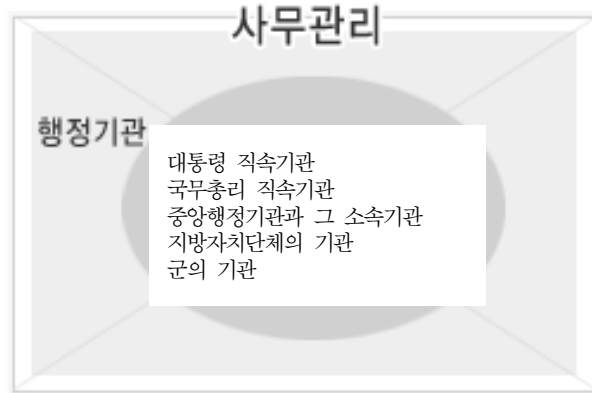 사무관리
행정기관
대통령 직속기관
국무총리 직속기관
중앙행정기관과 그 소속기관
지방자치단체의 기관
군의 기관